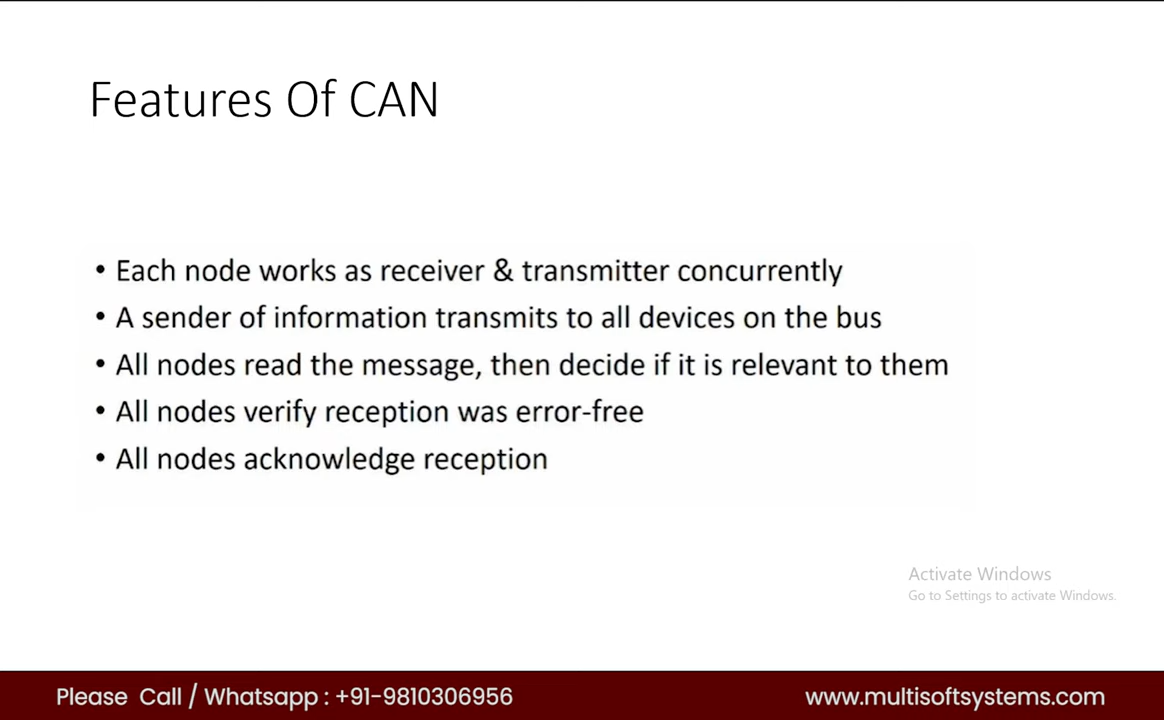 Features Of CAN
• Each node works as receiver & transmitter concurrently
• A sender of information transmits to all devices on the bus
• All nodes read the message, then decide if it is relevant to them
• All nodes verify reception was error-free
• All nodes acknowledge reception
Activate Windows
Go to Settings to activate Windows.
Please Call / Whatsapp : +91-9810306956
www.multisoftsystems.com